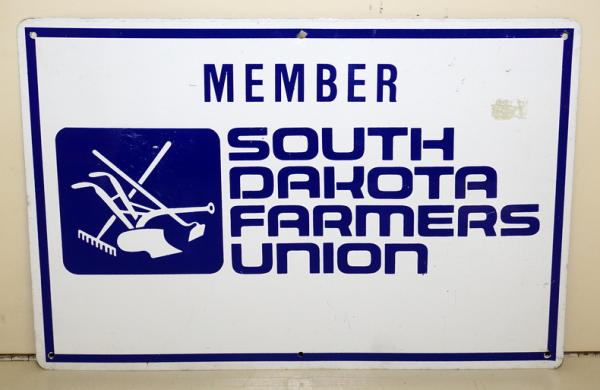 MEMBER
SOUTH
DAKOTA
FARMERS
UNION